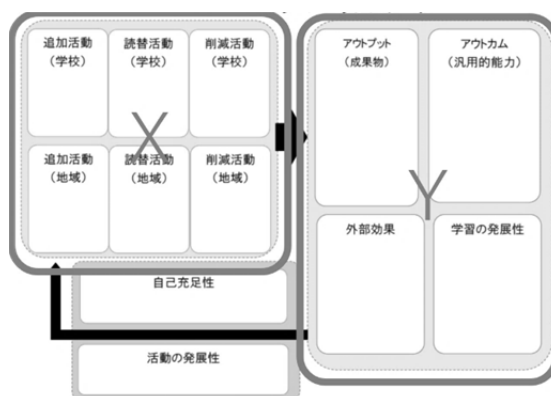 追加活動
(学校)
読替活動
(学校)
削減活動
(学校)
X
追加活動
(地域)
読替活動
(地域)
削減活動
(地域)
アウトプット
(成果物)
アウトカム
(汎用的能力)
Y
外部効果
学習の発展性
自己充足性
活動の発展性